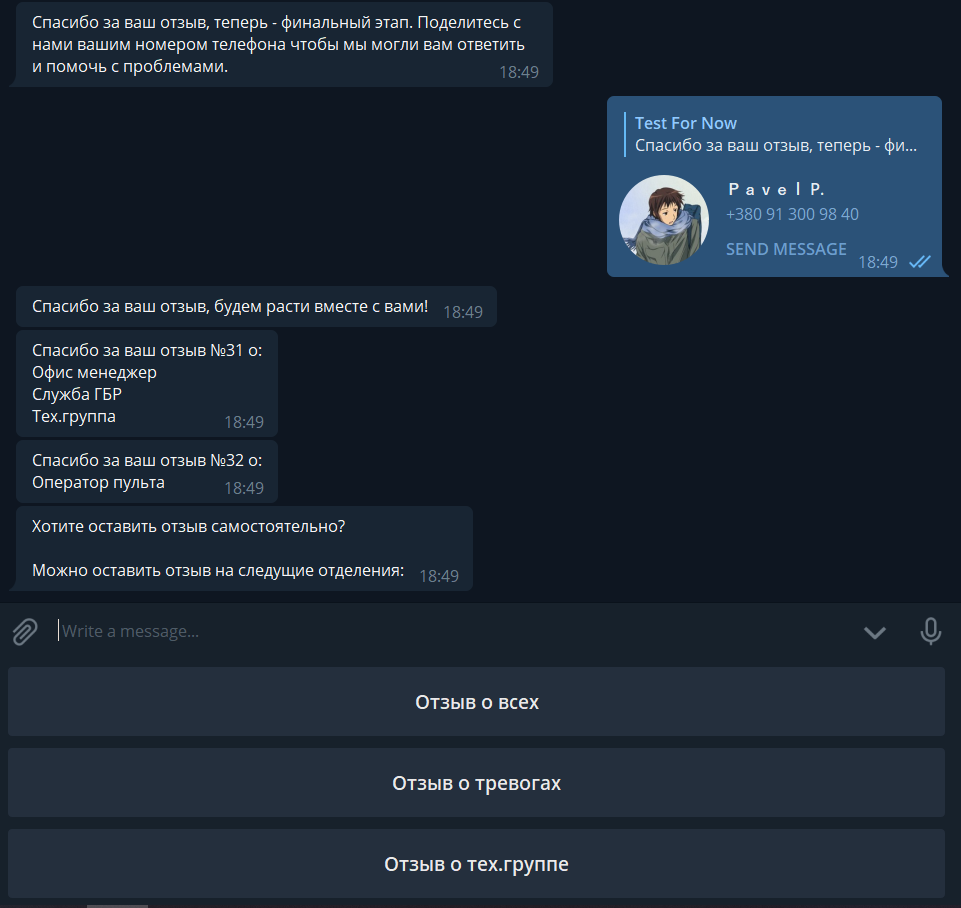 Спасибо за ваш отзыв, теперь - финальный этап. Поделитесь с
нами вашим номером телефона чтобы мы могли вам ответить
и помочь с проблемами.
18:49
Test For Now
Спасибо за ваш отзыв, теперь - фи...
P a v e l P.
+380 91 300 98 40
SEND MESSAGE
18:49
Спасибо за ваш отзыв, будем расти вместе с вами!
18:49
Спасибо за ваш отзыв №31 о:
Офис менеджер
Служба ГБР
Тех.группа
18:49
Спасибо за ваш отзыв №32 о:
Оператор пульта
18:49
Хотите оставить отзыв самостоятельно?
Можно оставить отзыв на следущие отделения:
18:49
Write a message...
Отзыв о всех
Отзыв о тревогах
Отзыв о тех.группе